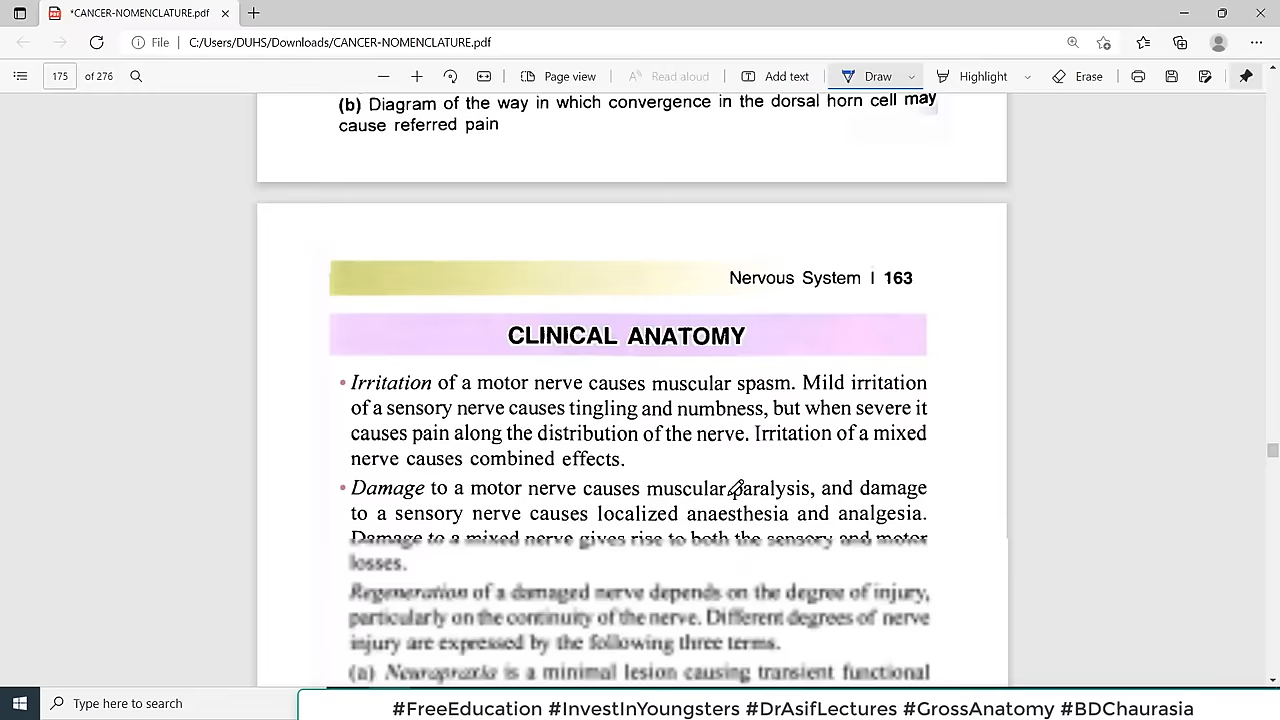 *CANCER-NOMENCLATURE.pdf
File C:/Users/DUHS/Downloads/CANCER-NOMENCLATURE.pdf
175 of 276 Page view Read aloud Add text Draw Highlight Erase
(b) Diagram of the way in which convergence in the dorsal horn cell may
cause referred pain
Nervous System | 163
CLINICAL ANATOMY
• Irritation of a motor nerve causes muscular spasm. Mild irritation
of a sensory nerve causes tingling and numbness, but when severe it
causes pain along the distribution of the nerve. Irritation of a mixed
nerve causes combined effects.
• Damage to a motor nerve causes muscular paralysis, and damage
to a sensory nerve causes localized anaesthesia and analgesia.
Damage to a mixed nerve gives rise to both the sensory and motor
losses.
Regeneration of a damaged nerve depends on the degree of injury,
particularly on the continuity of the nerve. Different degrees of nerve
injury are expressed by the following three terms.
(a) Neurapraxia is a minimal lesion causing transient functional
Type here to search
#FreeEducation #InvestInYoungsters #DrAsifLectures #GrossAnatomy #BDChaurasia